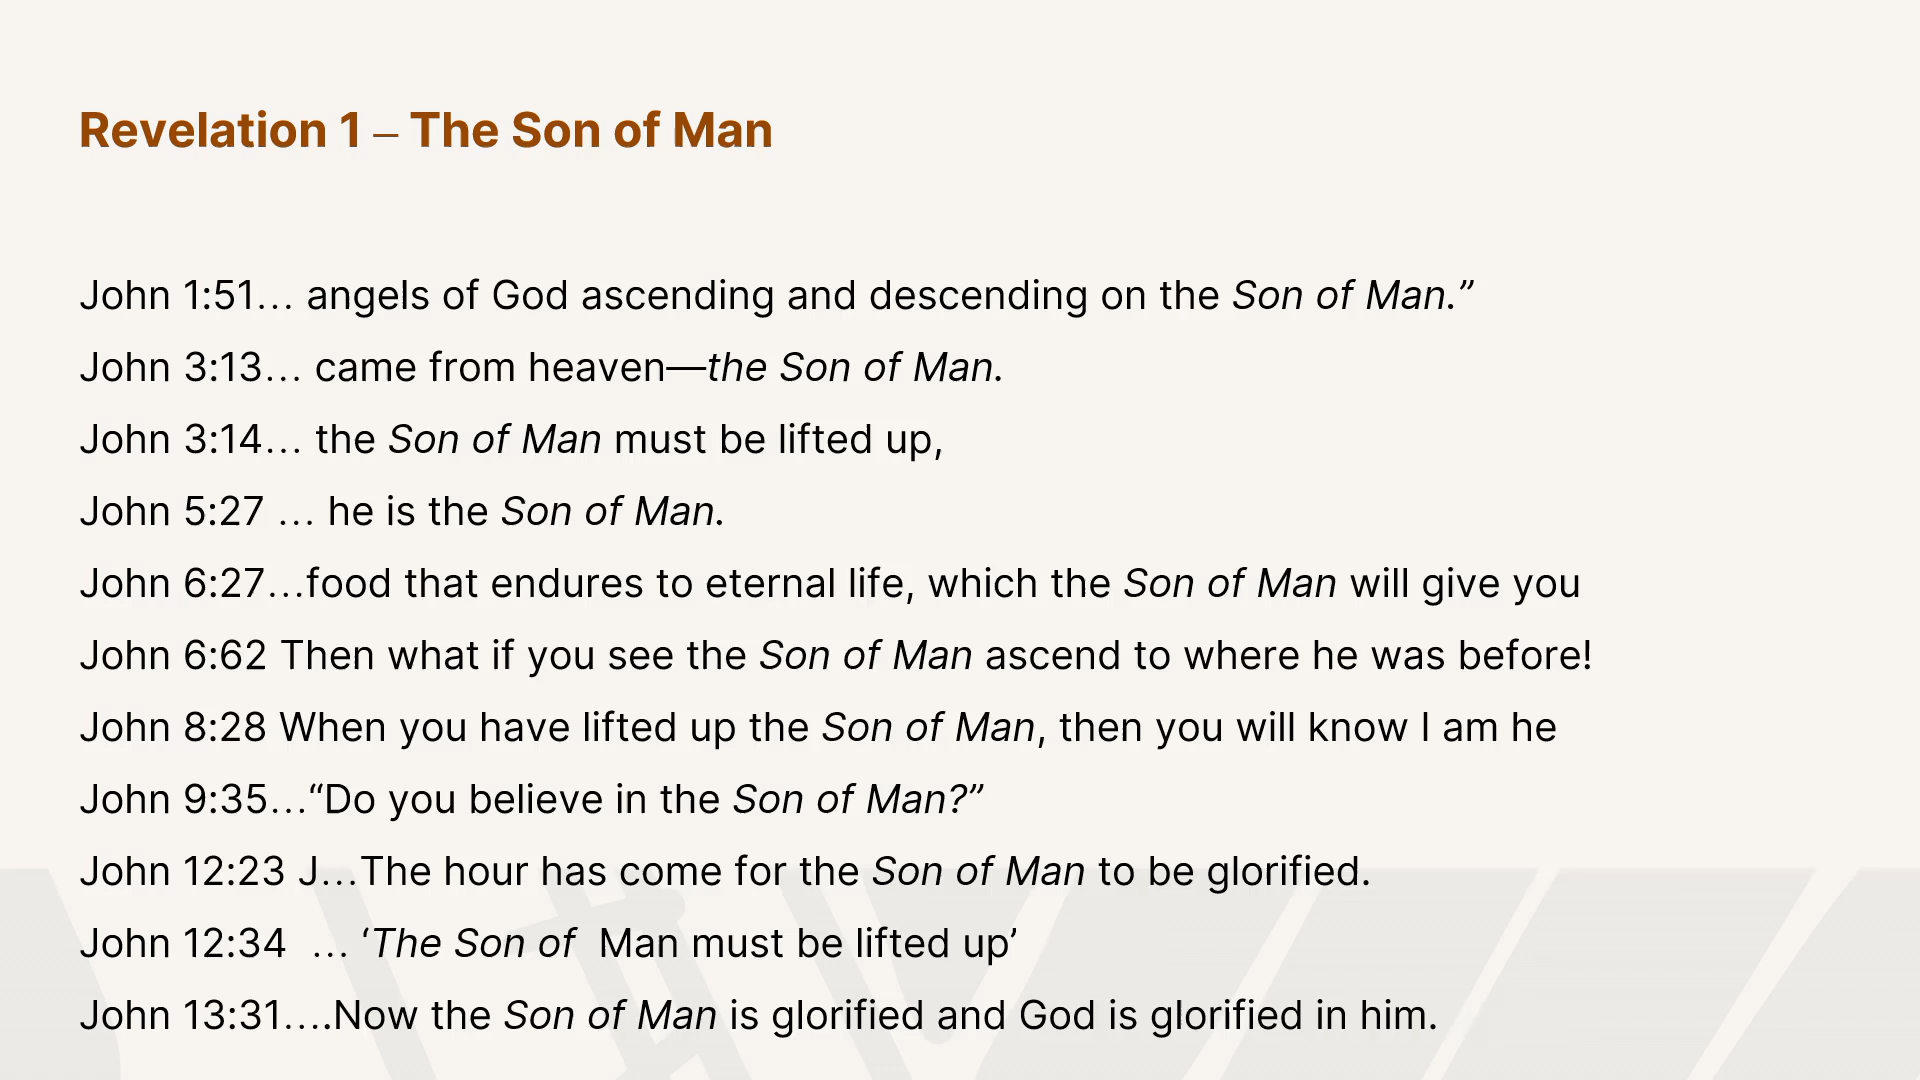 Revelation 1 – The Son of Man
John 1:51… angels of God ascending and descending on the Son of Man.”
John 3:13… came from heaven—the Son of Man.
John 3:14… the Son of Man must be lifted up,
John 5:27 … he is the Son of Man.
John 6:27…food that endures to eternal life, which the Son of Man will give you
John 6:62 Then what if you see the Son of Man ascend to where he was before!
John 8:28 When you have lifted up the Son of Man, then you will know I am he
John 9:35…“Do you believe in the Son of Man?”
John 12:23 J…The hour has come for the Son of Man to be glorified.
John 12:34  … ‘The Son of  Man must be lifted up’
John 13:31….Now the Son of Man is glorified and God is glorified in him.